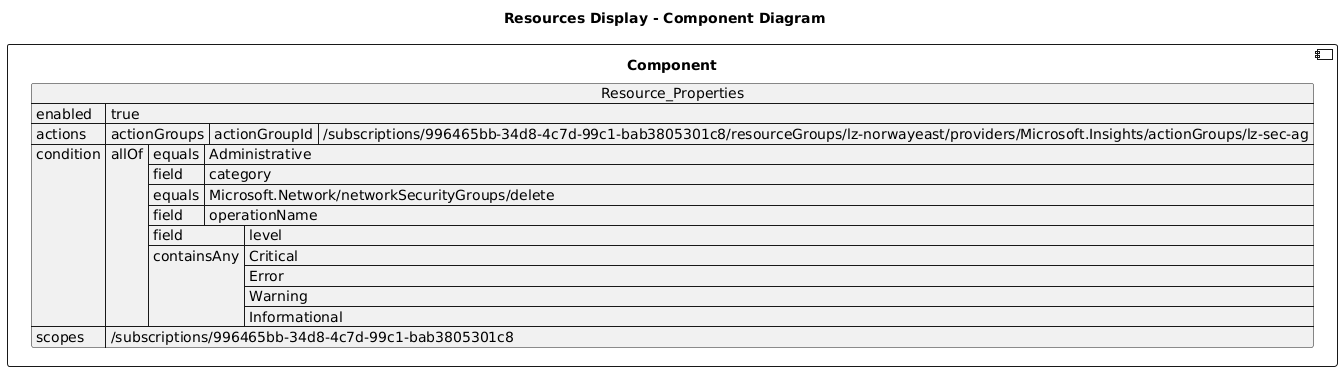 Resources Display - Component Diagram
Component
Resource_Properties
enabled true
actions actionGroups actionGroupId /subscriptions/996465bb-34d8-4c7d-99c1-bab3805301c8/resourceGroups/lz-norwayeast/providers/Microsoft.Insights/actionGroups/lz-sec-ag
condition allOf equals Administrative
field category
equals Microsoft.Network/networkSecurityGroups/delete
field operationName
field level
containsAny Critical
Error
Warning
Informational
scopes /subscriptions/996465bb-34d8-4c7d-99c1-bab3805301c8